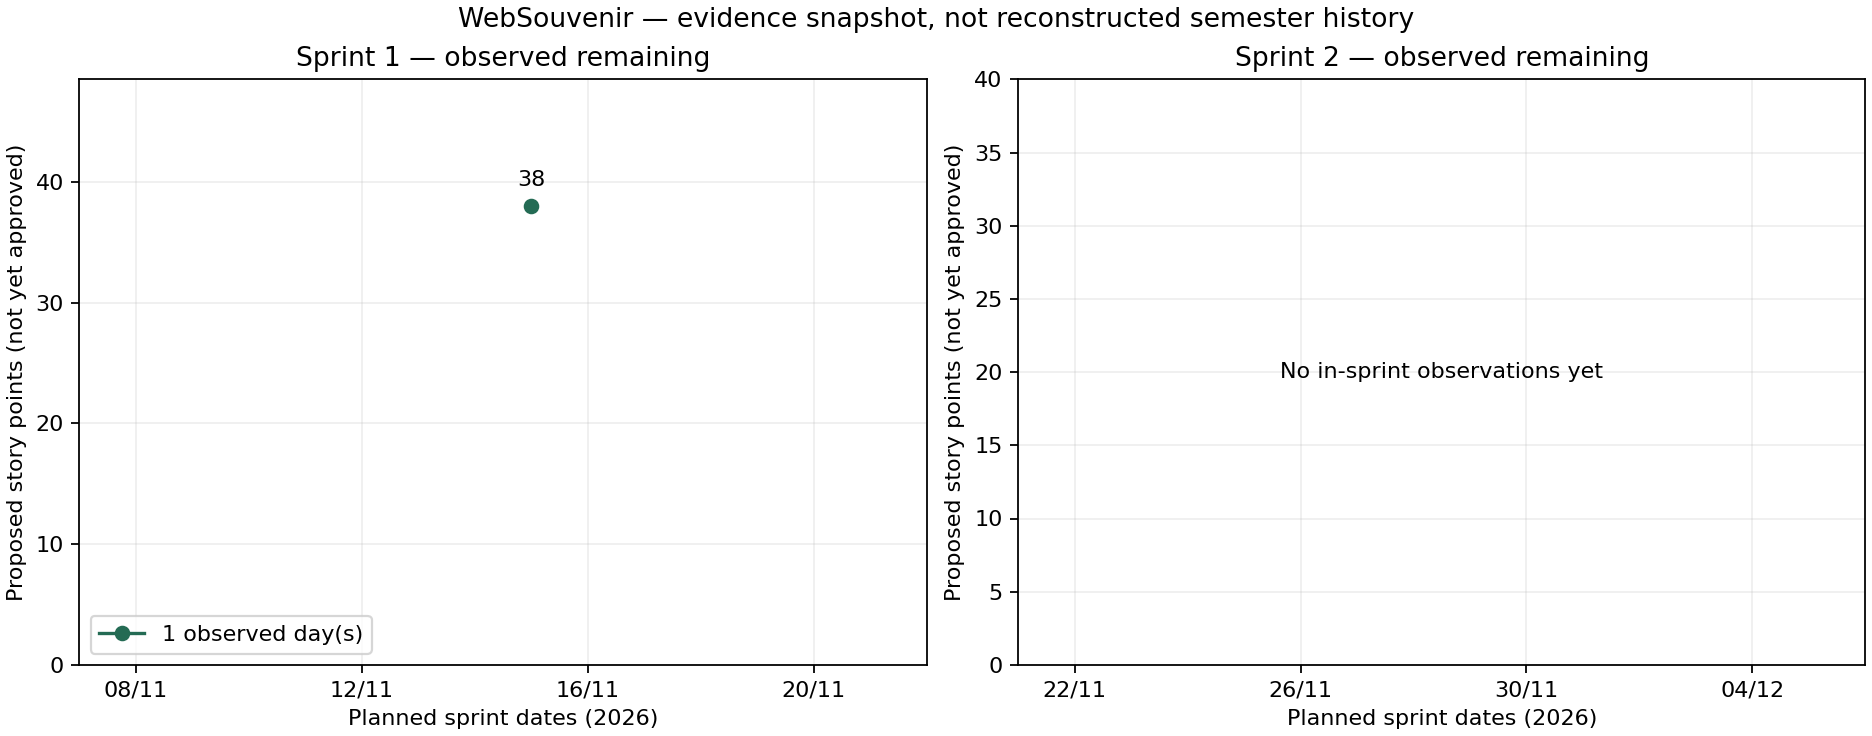 WebSouvenir — evidence snapshot, not reconstructed semester history
Sprint 1 — observed remaining
Proposed story points (not yet approved)
40
30
20
10
0
38
1 observed day(s)
08/11
12/11
16/11
20/11
Planned sprint dates (2026)
Sprint 2 — observed remaining
Proposed story points (not yet approved)
40
35
30
25
20
15
10
5
0
No in-sprint observations yet
22/11
26/11
30/11
04/12
Planned sprint dates (2026)